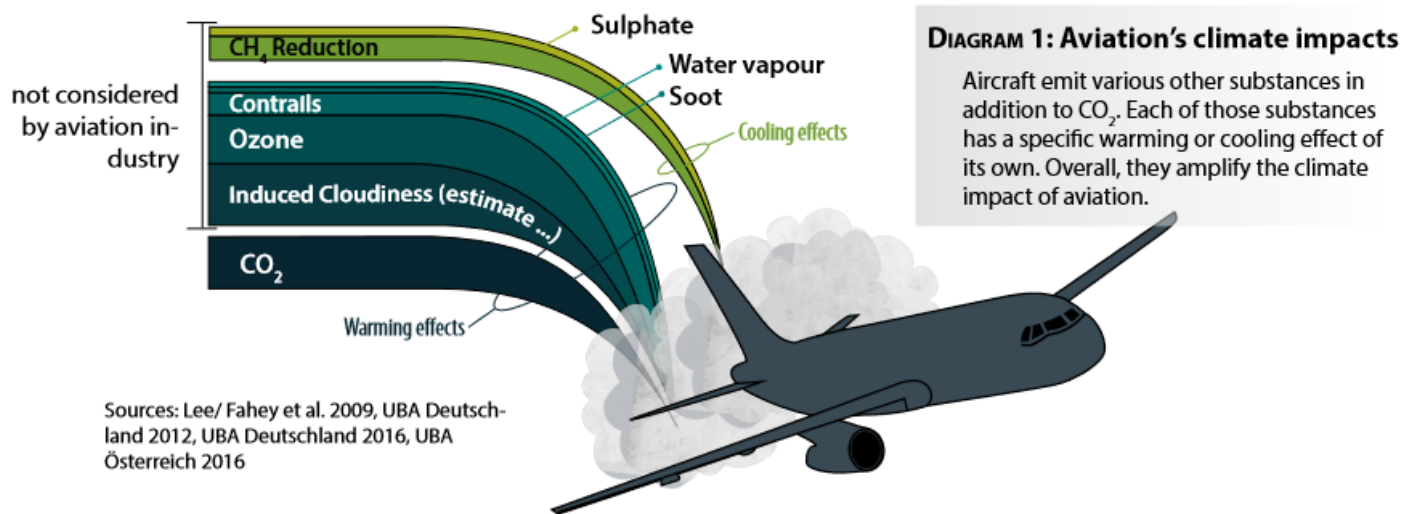 Sulphate
CH₄ Reduction
Water vapour
Soot
not considered
by aviation in-
dustry
Contrails
Ozone
Cooling effects
Induced Cloudiness (estimate ...)
CO₂
Warming effects
DIAGRAM 1: Aviation's climate impacts
Aircraft emit various other substances in
addition to CO₂. Each of those substances
has a specific warming or cooling effect of
its own. Overall, they amplify the climate
impact of aviation.
Sources: Lee/ Fahey et al. 2009, UBA Deutsch-
land 2012, UBA Deutschland 2016, UBA
Österreich 2016